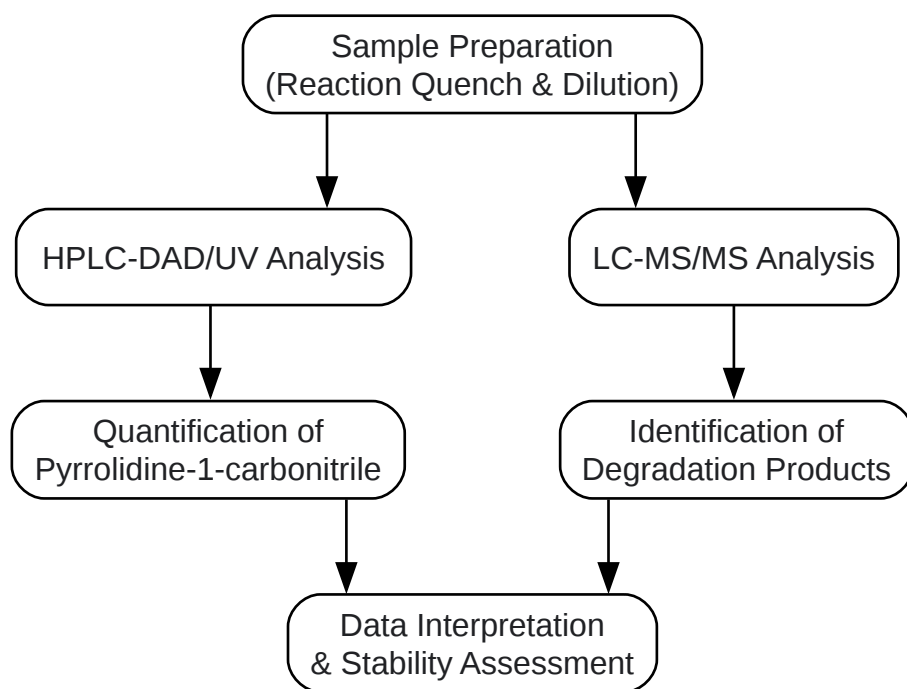 Sample Preparation
(Reaction Quench & Dilution)
HPLC-DAD/UV Analysis
LC-MS/MS Analysis
Quantification of
Pyrrolidine-1-carbonitrile
Identification of
Degradation Products
Data Interpretation
& Stability Assessment